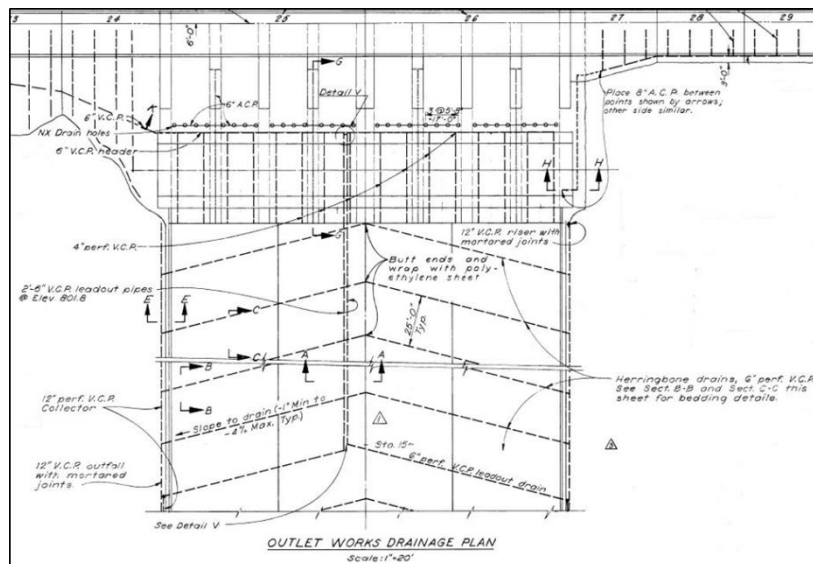 23
24
25
26
27
28
29
6'-0"
G
Detail V
6" A.C.P.
3 @ 5'-8"
=17'-0"
3'-0"
Place 8" A.C.P. between
points shown by arrows;
other side similar.
6" V.C.P.
K
NX Drain holes
6" V.C.P. header
H
H
4" perf. V.C.P.
G
12" V.C.P. riser with
mortared joints
Butt ends and
wrap with poly-
ethylene sheet
2'-6" V.C.P. leadout pipes
@ Elev. 801.8
E
E
C
25'-0"
Typ.
C
A
A
B
B
Herringbone drains, 6" perf. V.C.P.
See Sect. B-B and Sect. C-C this
sheet for bedding details.
12" perf. V.C.P.
Collector
Slope to drain (-1" Min to
-4% Max. Typ.)
1
Sta. 15~
3
6" perf. V.C.P. leadout drain
12" V.C.P. outfall
with mortared
joints.
See Detail V
OUTLET WORKS DRAINAGE PLAN
Scale: 1"=20'